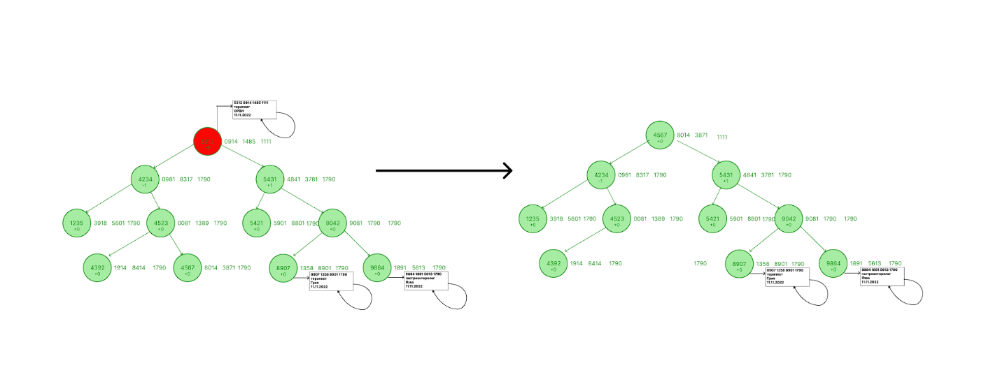 5312 0914 1485 1111
терапевт
ОРВИ
11.11.2022
0914 1485 1111
4234 -1 0981 8317 1790
5431 +1 4841 3781 1790
1235 +0 3918 5601 1790
4523 +0 0081 1389 1790
5421 +0 5901 8801 1790
9042 +0 9081 1790 1790
4392 +0 1914 8414 1790
4567 +0 8014 3871 1790
8907 +0 1358 8901 1790
8907 1358 8901 1790
терапевт
Грип
11.11.2022
9864 +0 1891 5613 1790
9864 1881 5613 1790
гастроэнтеролог
Язва
11.11.2022
4567 +0 8014 3871 1111
4234 -1 0981 8317 1790
5431 +1 4841 3781 1790
1235 +0 3918 5601 1790
4523 +0 0081 1389 1790
5421 +0 5901 8801 1790
9042 +0 9081 1790 1790
4392 +0 1914 8414 1790
1790
8907 +0 1358 8901 1790
8907 1358 8901 1790
терапевт
Грип
11.11.2022
9864 +0 1891 5613 1790
9864 1881 5613 1790
гастроэнтеролог
Язва
11.11.2022